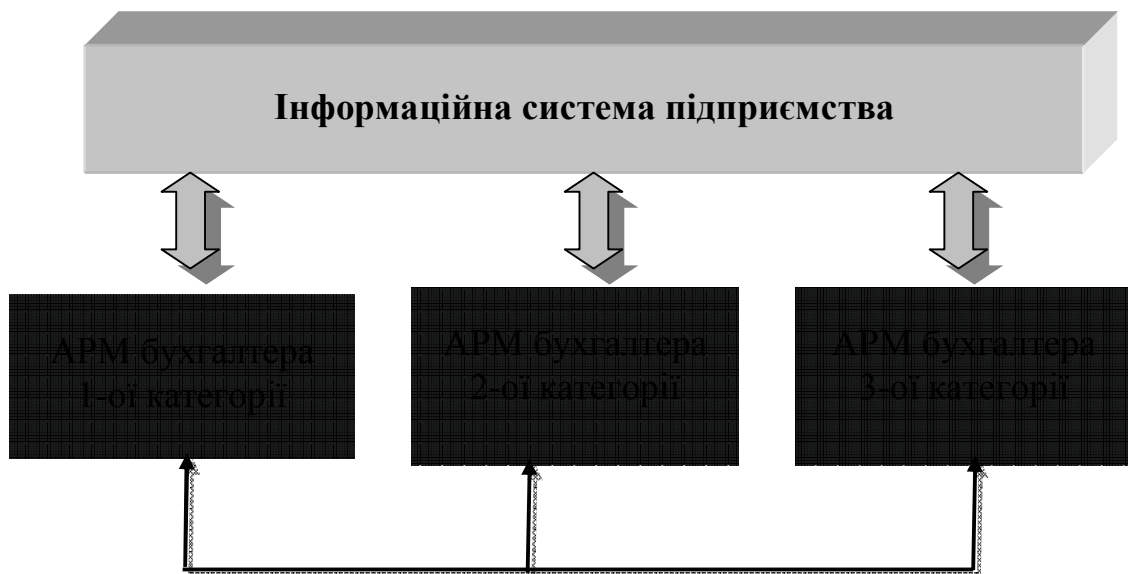 Інформаційна система підприємства
АРМ бухгалтера
1-ої категорії
АРМ бухгалтера
2-ої категорії
АРМ бухгалтера
3-ої категорії